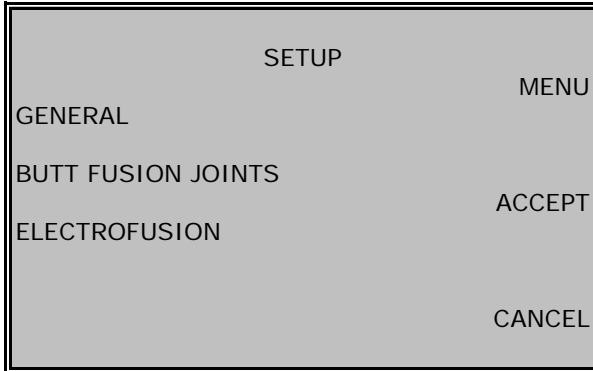 SETUP
MENU
GENERAL
BUTT FUSION JOINTS
ACCEPT
ELECTROFUSION
CANCEL